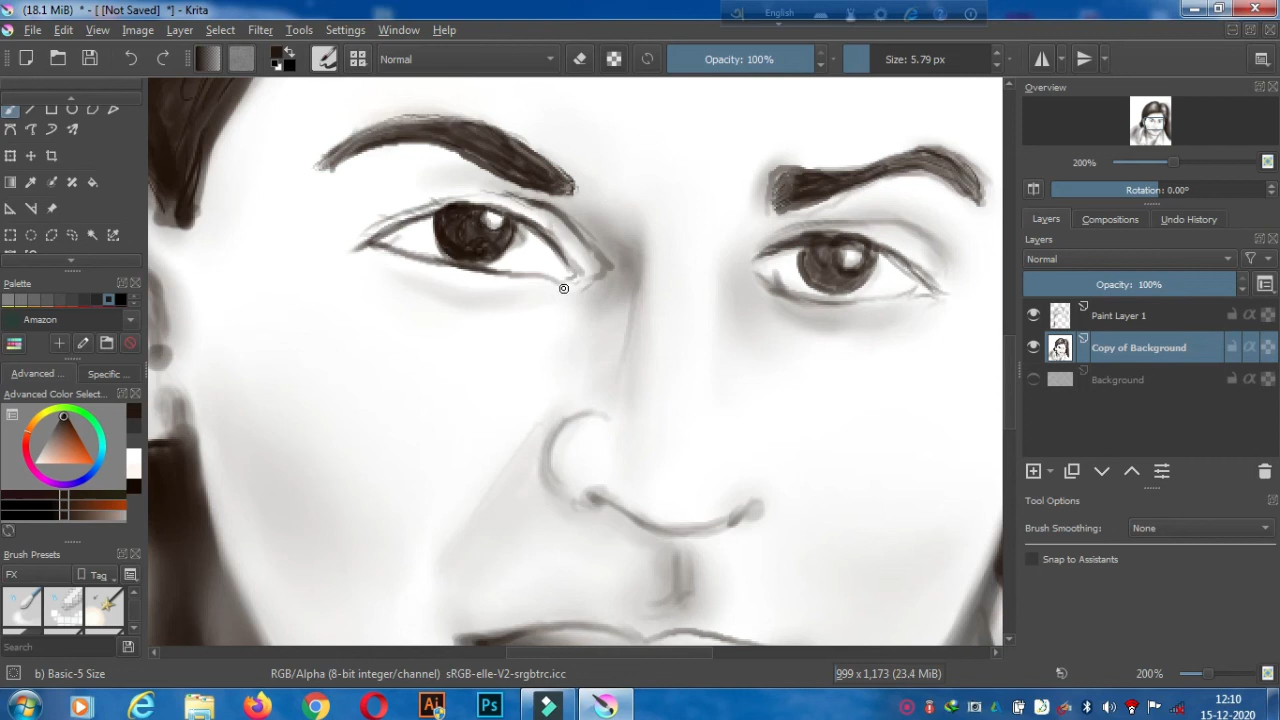 (18.1 MiB) * - [ [Not Saved] *] - Krita
English
File Edit View Image Layer Select Filter Tools Settings Window Help
Normal
Opacity: 100%
Size: 5.79 px
Overview
200%
Rotation: 0.00°
Layers Compositions Undo History
Layers
Normal
Opacity: 100%
Paint Layer 1
Copy of Background
Background
Tool Options
Brush Smoothing: None
Snap to Assistants
Palette
Amazon
Advanced ... Specific ...
Advanced Color Select...
Brush Presets
FX Tag
Search
b) Basic-5 Size
RGB/Alpha (8-bit integer/channel) sRGB-elle-V2-srgbtrc.icc
999 x 1,173 (23.4 MiB)
200%
Ai
Ps
12:10
15-12-2020